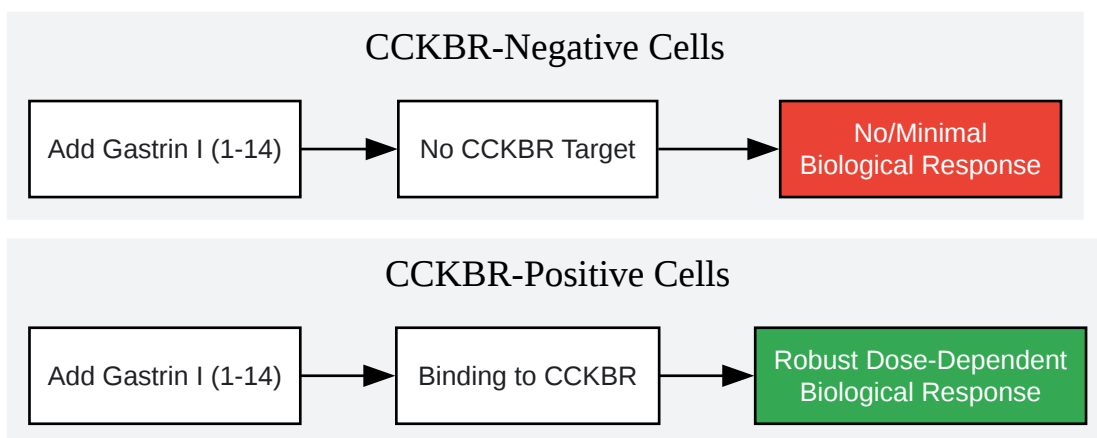 CCKBR-Negative Cells
Add Gastrin I (1-14)
No CCKBR Target
No/Minimal
Biological Response
CCKBR-Positive Cells
Add Gastrin I (1-14)
Binding to CCKBR
Robust Dose-Dependent
Biological Response